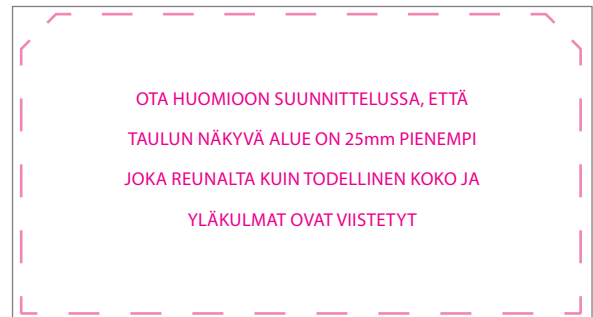 OTA HUOMIOON SUUNNITTELUSSA, ETTÄ
TAULUN NÄKYVÄ ALUE ON 25mm PIENEMPI
JOKA REUNALTA KUIN TODELLINEN KOKO JA
YLÄKULMAT OVAT VIISTETYT